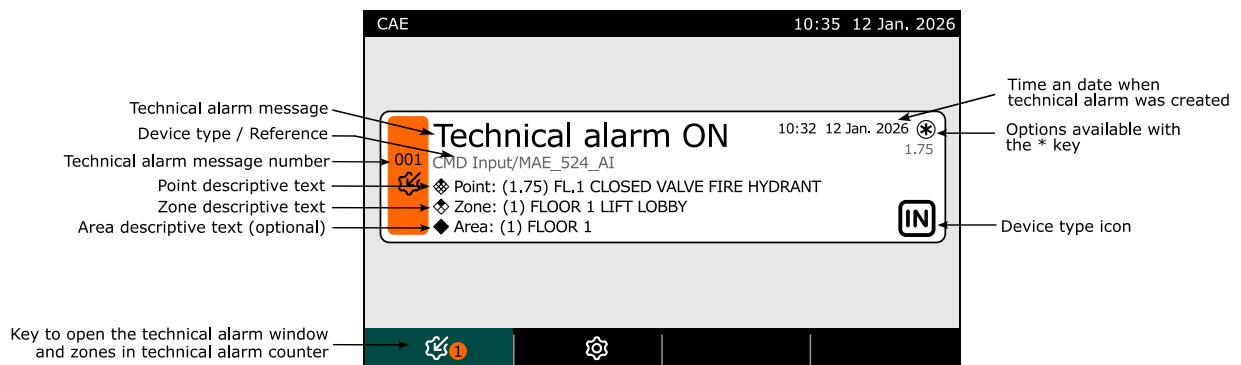 CAE
10:35 12 Jan. 2026
Technical alarm message
Device type / Reference
Technical alarm message number
Point descriptive text
Zone descriptive text
Area descriptive text (optional)
Key to open the technical alarm window
and zones in technical alarm counter
001
Technical alarm ON
CMD Input/MAE_524_AI
Point: (1.75) FL.1 CLOSED VALVE FIRE HYDRANT
Zone: (1) FLOOR 1 LIFT LOBBY
Area: (1) FLOOR 1
10:32 12 Jan. 2026
1.75
IN
1
Time an date when
technical alarm was created
Options available with
the * key
Device type icon